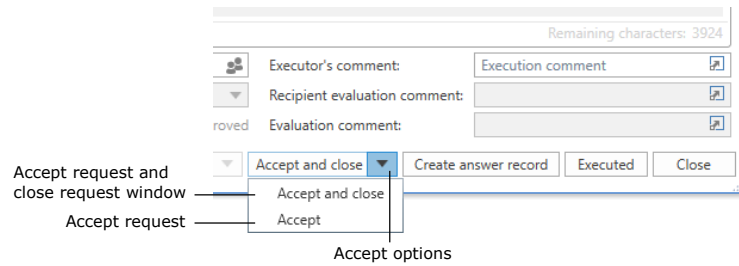 Remaining characters: 3924
Executor's comment:
Execution comment
Recipient evaluation comment:
roved
Evaluation comment:
Accept and close
Create answer record
Executed
Close
Accept request and
close request window
Accept and close
Accept request
Accept
Accept options